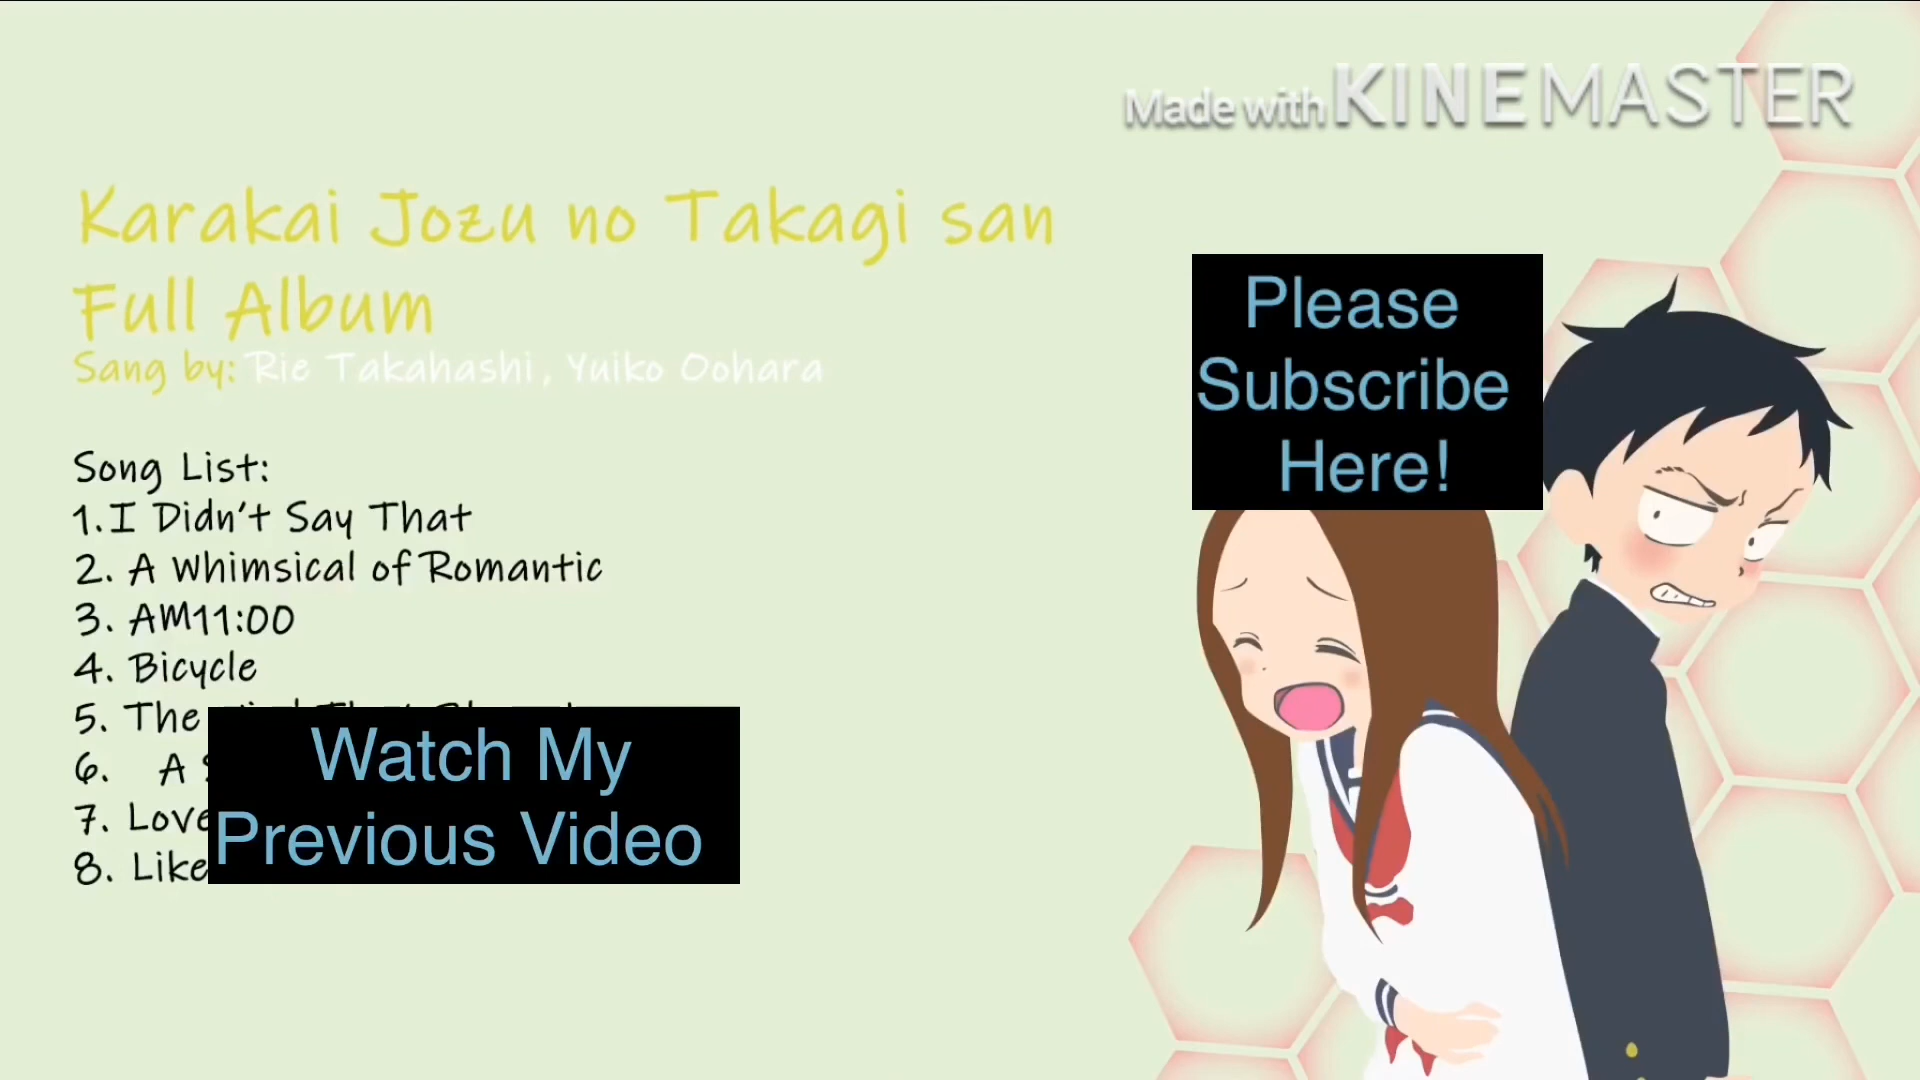 Made with KINEMASTER
Karakai Jozu no Takagi san
Full Album
Sang by: Rie Takahashi, Yuiko Oohara
Please
Subscribe
Here!
Song List:
1. I Didn't Say That
2. A Whimsical of Romantic
3. AM11:00
4. Bicycle
5. The
6. A
7. Love
8. Like
Watch My
Previous Video